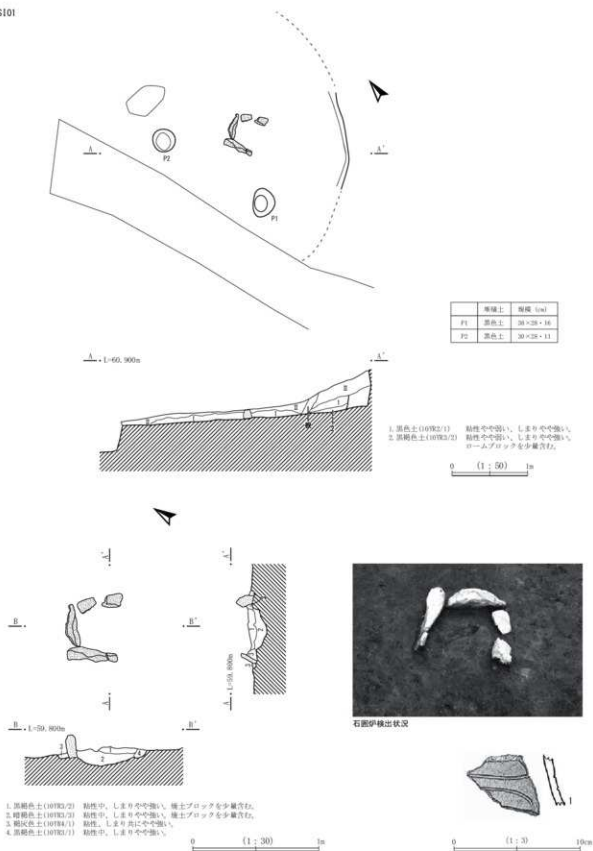 SI01
A
A'
P2
P1
堆積土 規模 (cm)
P1 黒色土
P2 黒色土 30×28・11
A L=60.900m A'
1. 黒色土(10YR2/1) 粘性やや弱い、しまりやや強い。
2. 黒褐色土(10YR3/2) 粘性やや弱い、しまりやや強い。
ロームブロックを少量含む。
0 (1:50) 1m
A'
A'
B
B'
A
A L=59.800m
B L=59.800m B'
石囲炉検出状況
1. 黒褐色土(10YR3/2) 粘性中、しまりやや強い。焼土ブロックを少量含む。
2. 暗褐色土(10YR3/3) 粘性中、しまりやや強い。焼土ブロックを少量含む。
3. 褐灰色土(10YR4/1) 粘性、しまり共にやや強い。
4. 黒褐色土(10YR3/1) 粘性中、しまりやや強い。
0 (1:30) 1m
1
0 (1:3) 10cm